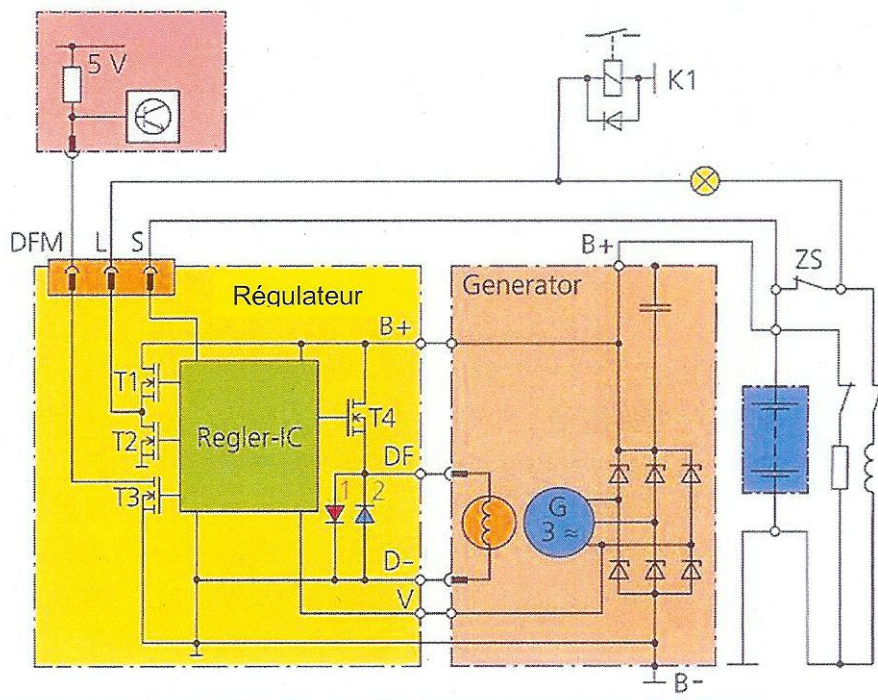 5 V
K1
DFM L S
B+
ZS
Régulateur
Generator
B+
T1
T2
T3
Regler-IC
T4
DF
1 2
G
3 ≈
D-
V
B-